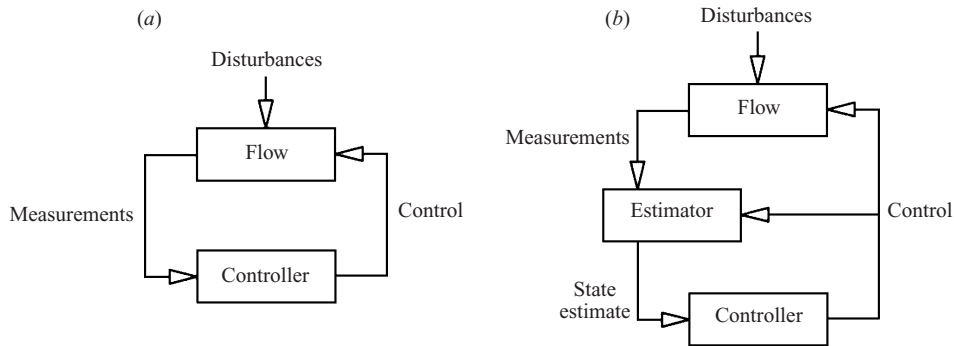 (a)
Disturbances
Flow
Measurements
Control
Controller
(b)
Disturbances
Flow
Measurements
Estimator
Control
State
estimate
Controller